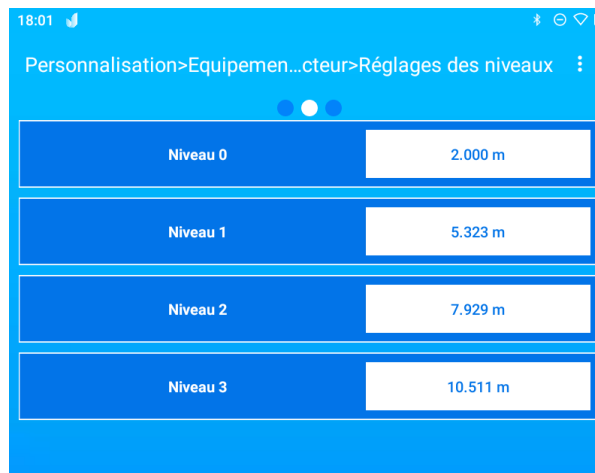 18:01
Personnalisation>Equipemen...cteur>Réglages des niveaux
Niveau 0 2.000 m
Niveau 1 5.323 m
Niveau 2 7.929 m
Niveau 3 10.511 m